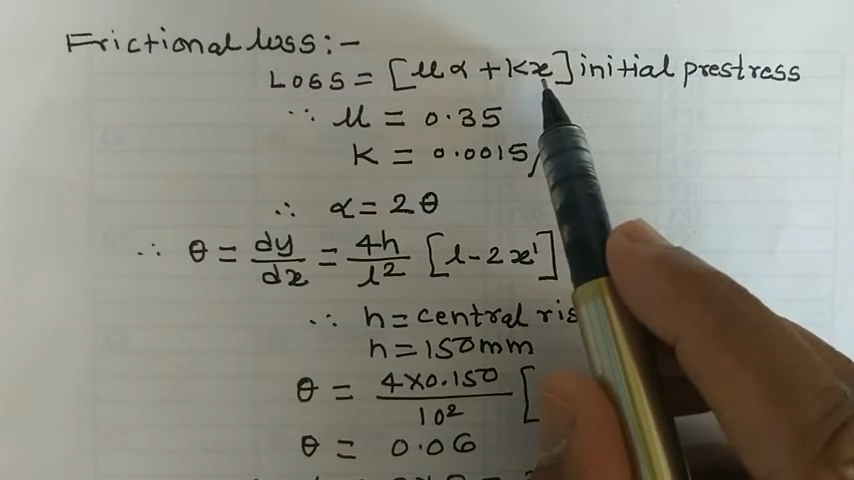 Frictional loss:-
Loss = [μα + kx] initial prestress
∴ μ = 0.35
K = 0.0015/
∴ α = 2θ
∴ θ = dy/dx = 4h/l² [l - 2x']
∴ h = central
h = 150mm
θ = 4×0.150/10² [
θ = 0.06